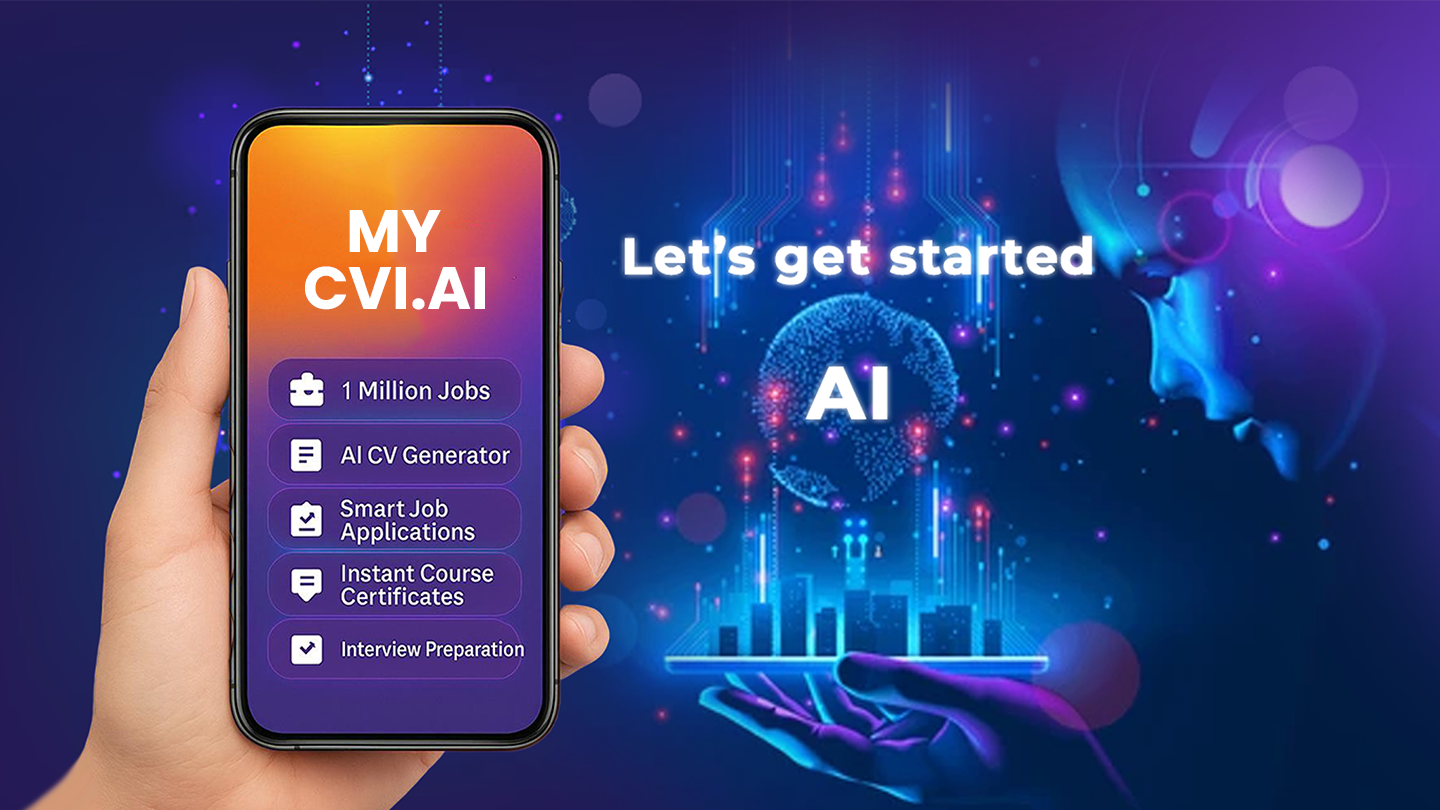 MY
CVI.AI
1 Million Jobs
AI CV Generator
Smart Job
Applications
Instant Course
Certificates
Interview Preparation
Let's get started
AI